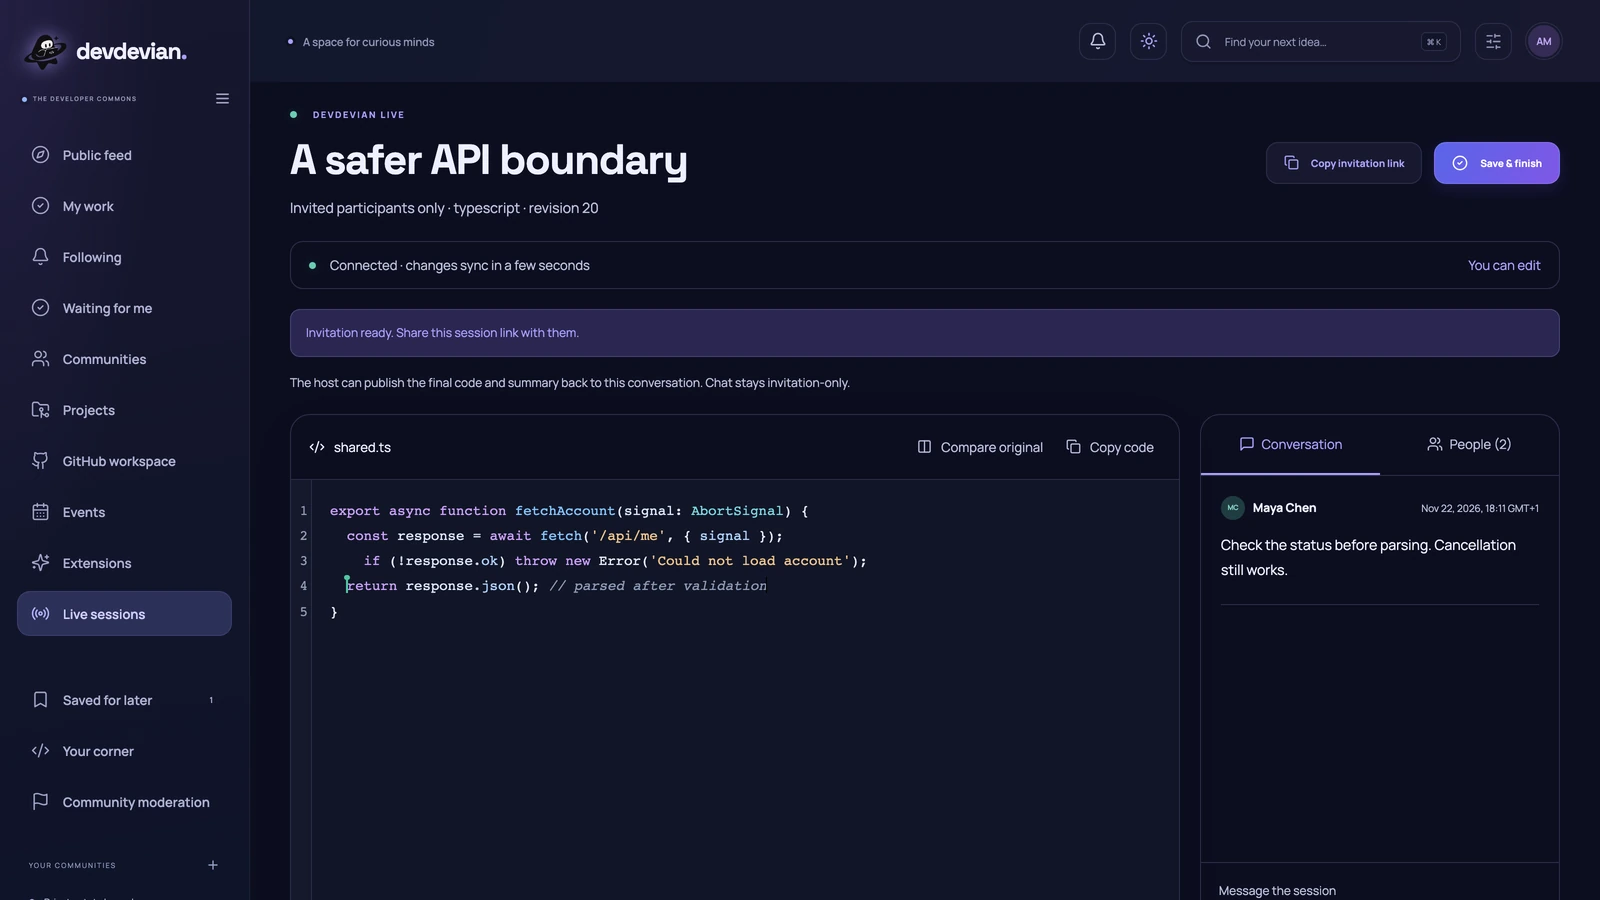 devdevian.
THE DEVELOPER COMMONS
Public feed
My work
Following
Waiting for me
Communities
Projects
GitHub workspace
Events
Extensions
Live sessions
Saved for later 1
Your corner
Community moderation
YOUR COMMUNITIES
A space for curious minds
Find your next idea... ⌘K
AM
DEVDEVIAN LIVE
A safer API boundary
Copy invitation link
Save & finish
Invited participants only · typescript · revision 20
Connected · changes sync in a few seconds
You can edit
Invitation ready. Share this session link with them.
The host can publish the final code and summary back to this conversation. Chat stays invitation-only.
shared.ts
Compare original
Copy code
1 export async function fetchAccount(signal: AbortSignal) {
2   const response = await fetch('/api/me', { signal });
3     if (!response.ok) throw new Error('Could not load account');
4   return response.json(); // parsed after validation
5 }
Conversation
People (2)
MC Maya Chen Nov 22, 2026, 18:11 GMT+1
Check the status before parsing. Cancellation
still works.
Message the session